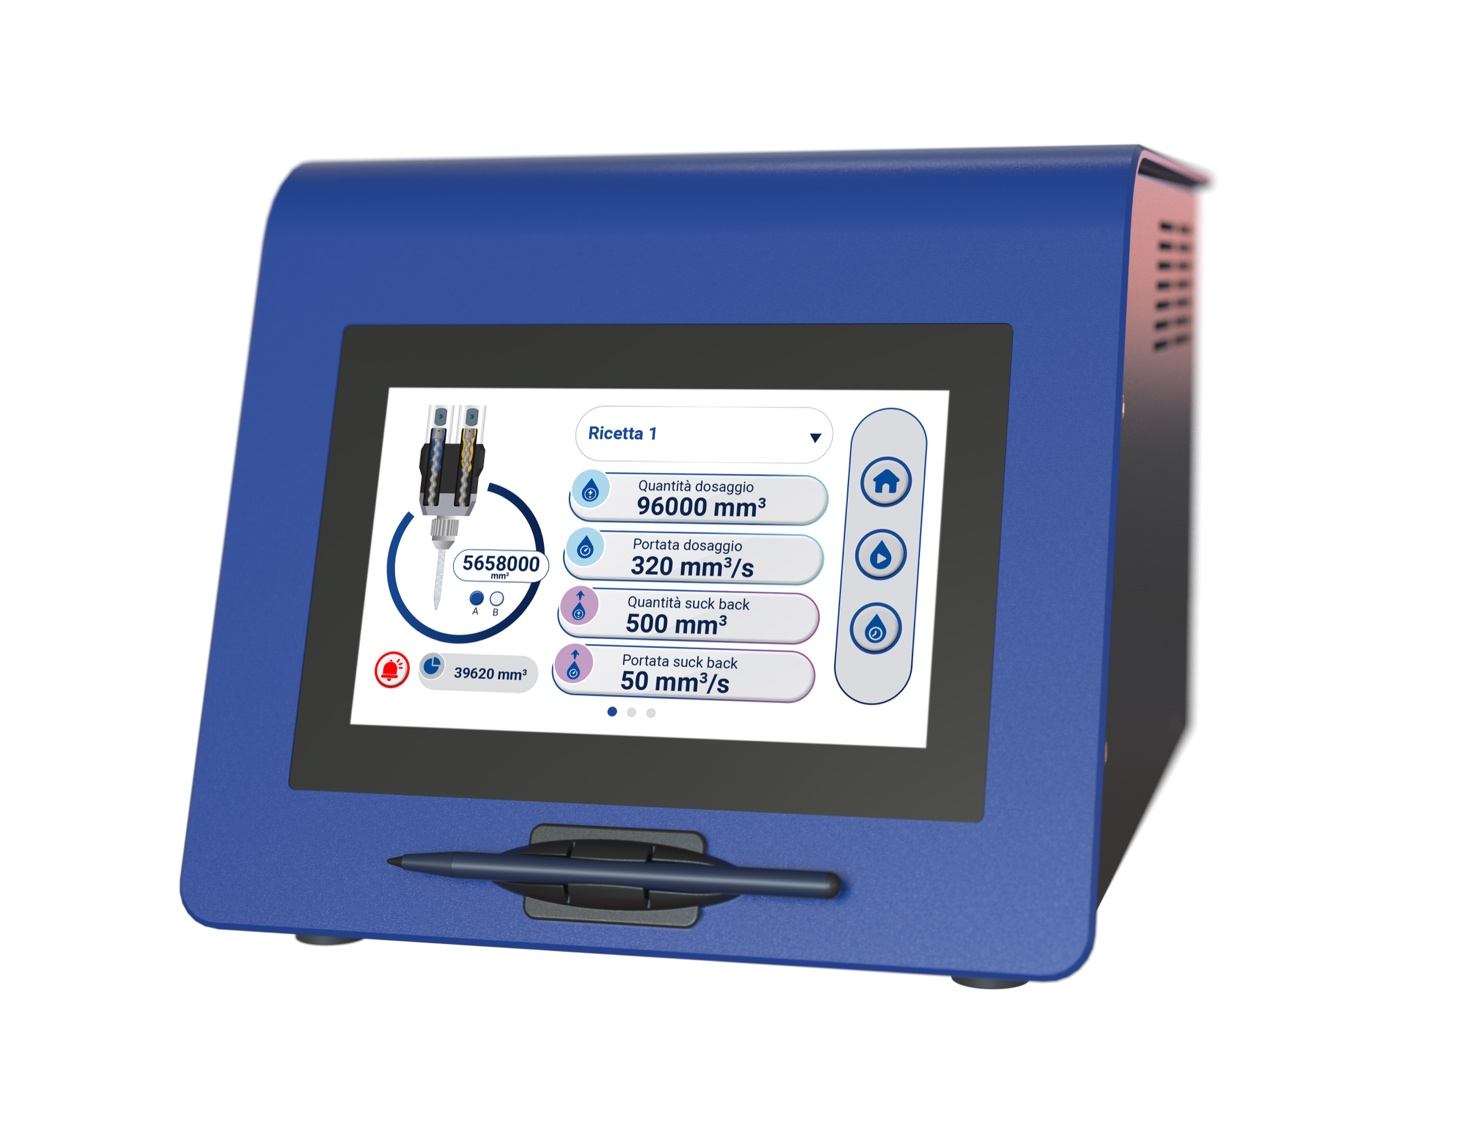 Ricetta 1
Quantità dosaggio
96000 mm³
Portata dosaggio
320 mm³/s
Quantità suck back
500 mm³
Portata suck back
50 mm³/s
5658000
mm³
A B
39620 mm³